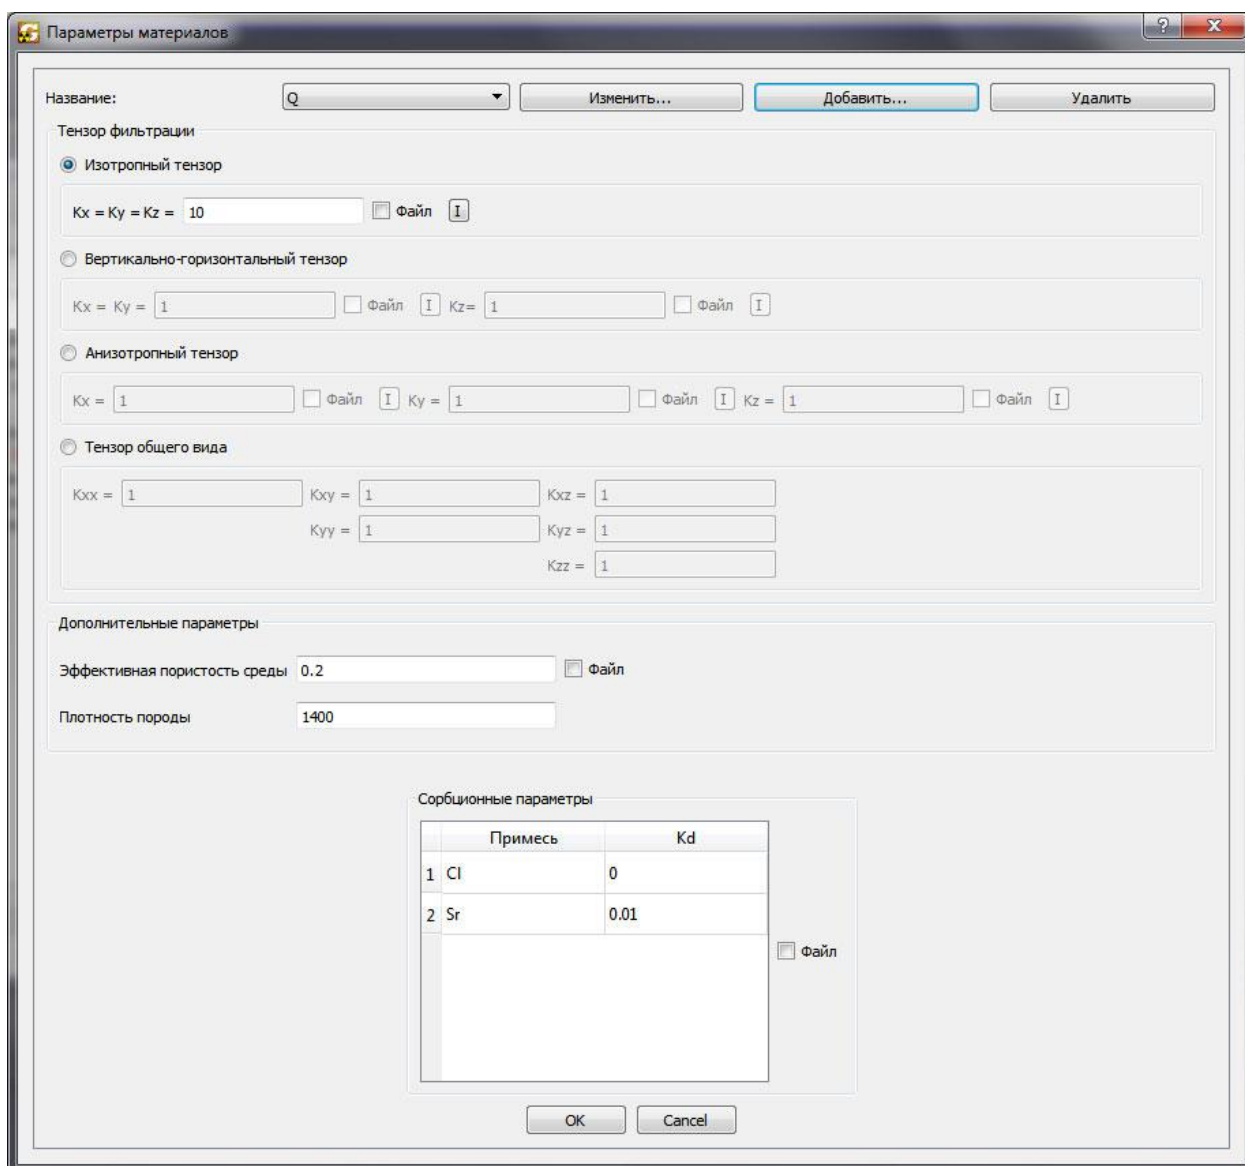 Параметры материалов
?
X
Название: Q Изменить... Добавить... Удалить
Тензор фильтрации
Изотропный тензор
Kx = Ky = Kz = 10 Файл I
Вертикально-горизонтальный тензор
Kx = Ky = 1 Файл I Kz= 1 Файл I
Анизотропный тензор
Kx = 1 Файл I Ky = 1 Файл I Kz = 1 Файл I
Тензор общего вида
Kxx = 1 Kxy = 1 Kxz = 1
Kyy = 1 Kyz = 1
Kzz = 1
Дополнительные параметры
Эффективная пористость среды 0.2 Файл
Плотность породы 1400
Сорбционные параметры
Примесь Kd
1 Cl 0
2 Sr 0.01
Файл
OK Cancel